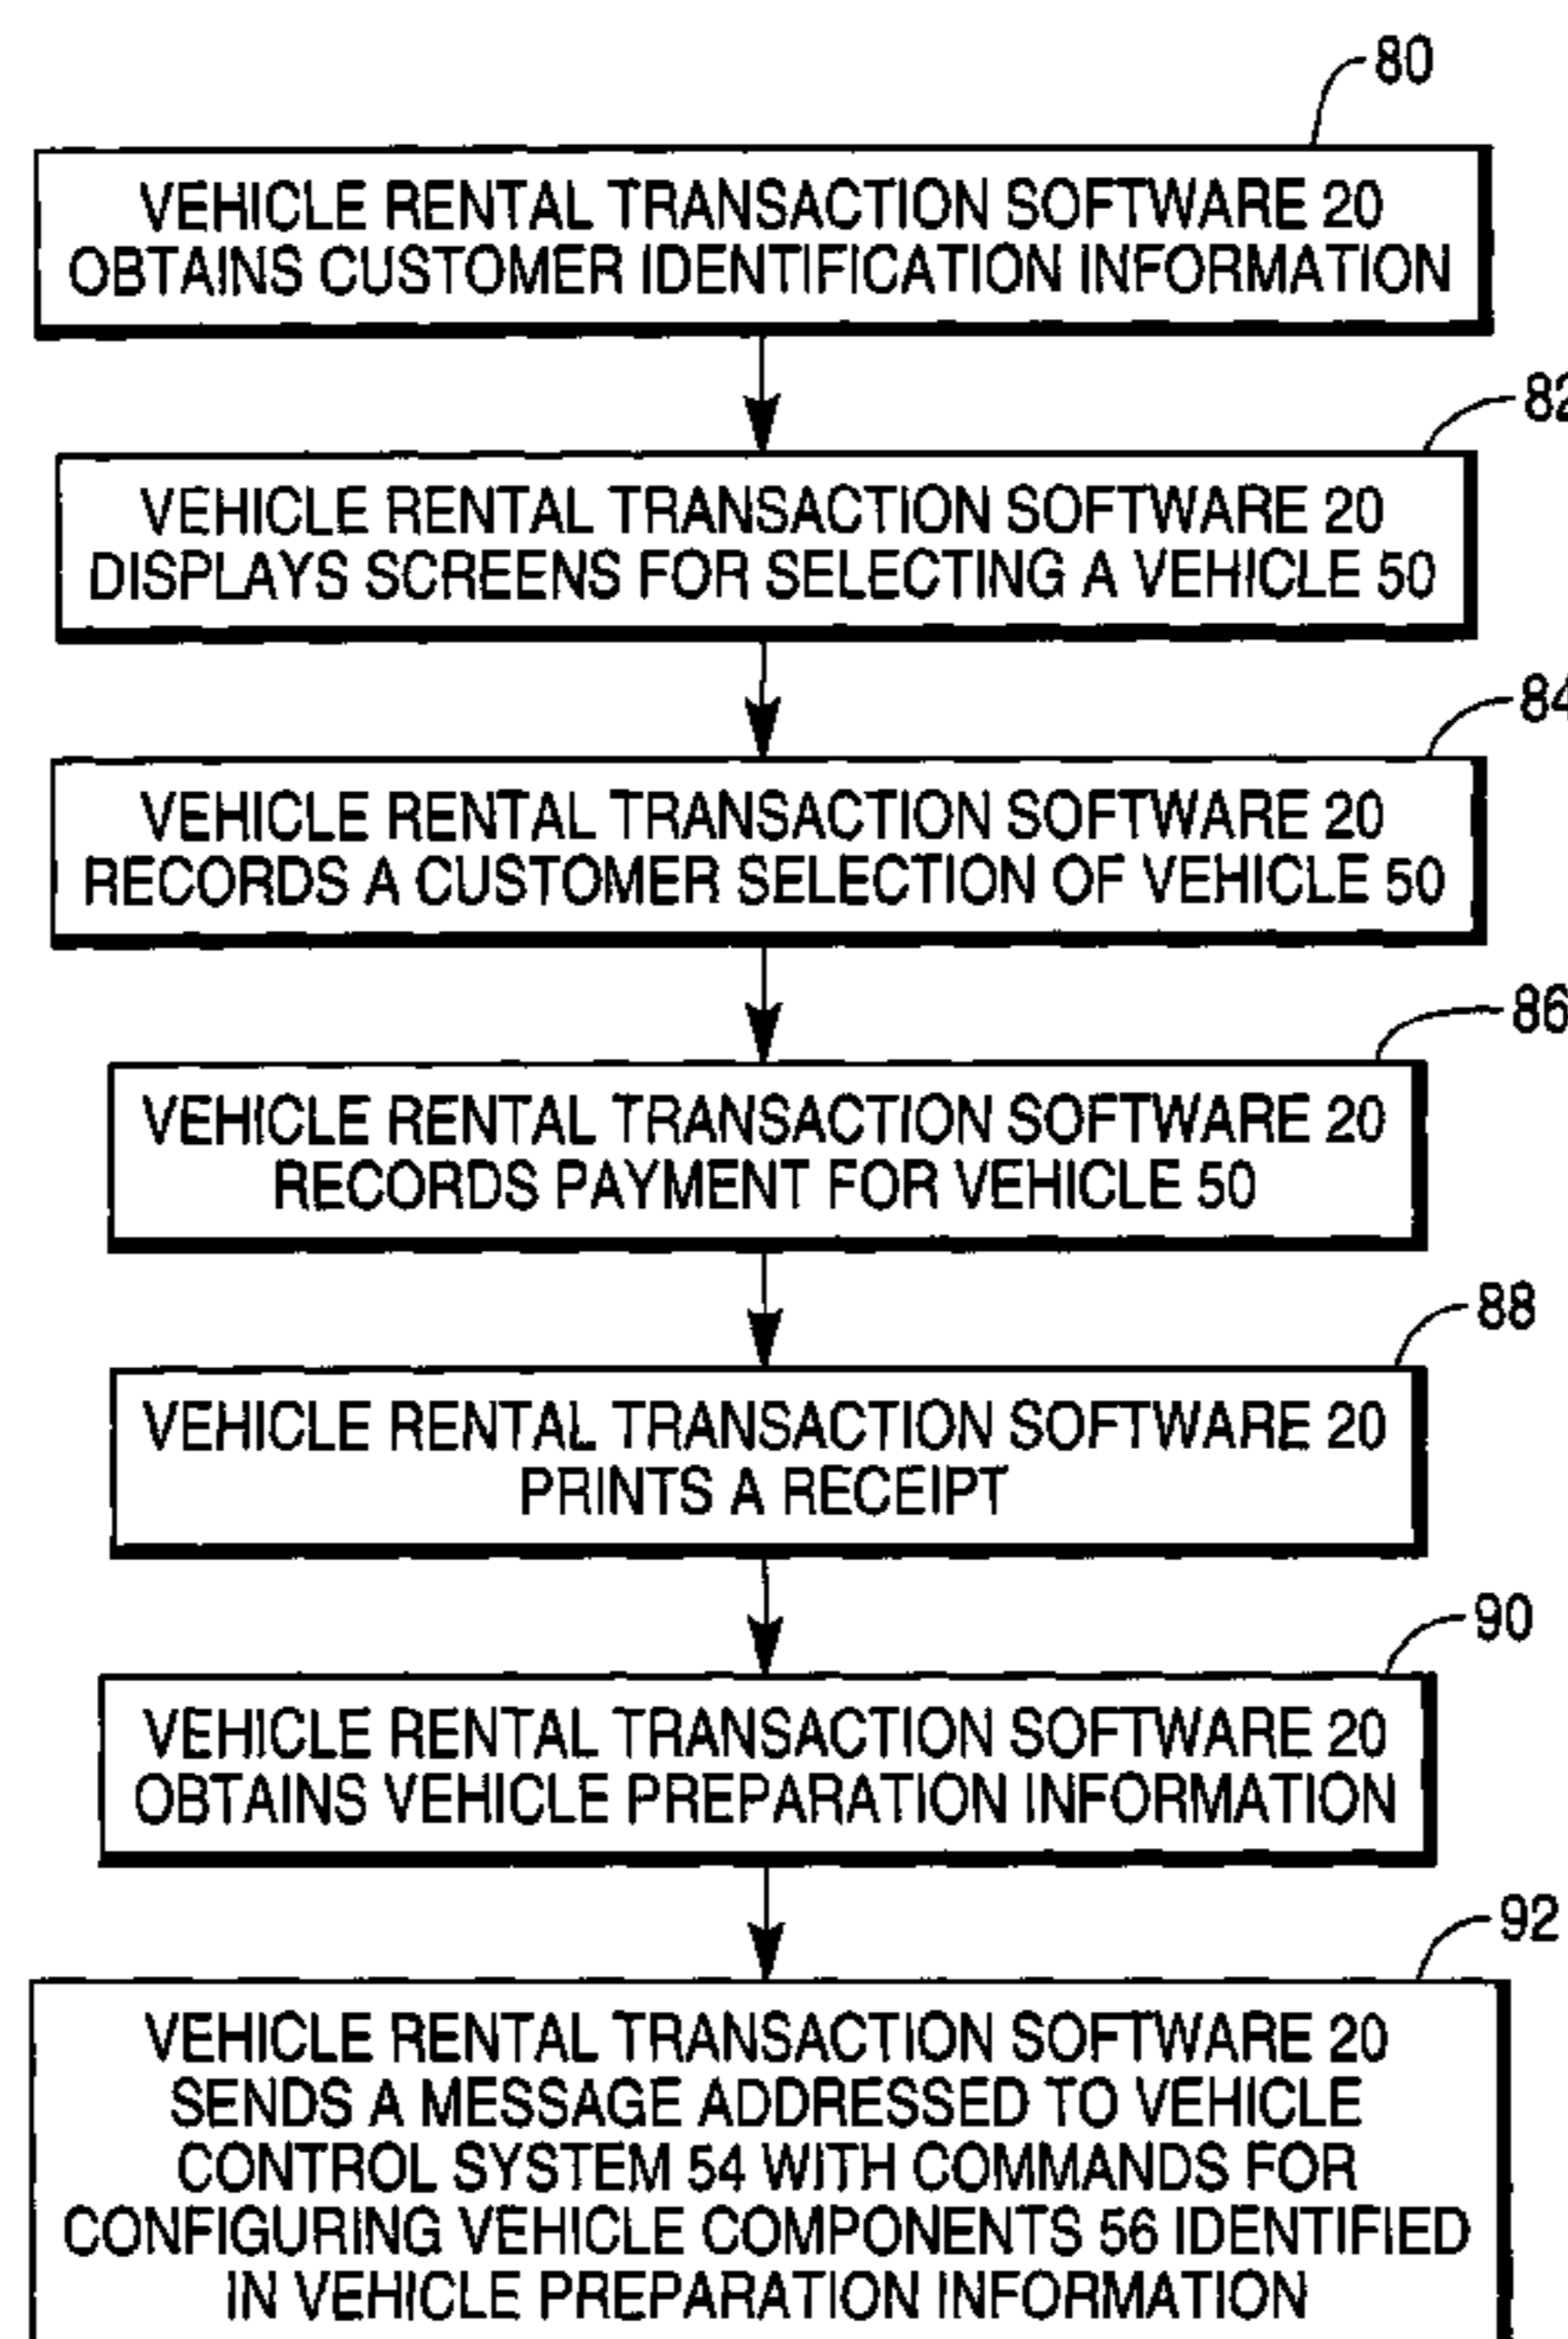 80
VEHICLE RENTAL TRANSACTION SOFTWARE 20
OBTAINS CUSTOMER IDENTIFICATION INFORMATION
82
VEHICLE RENTAL TRANSACTION SOFTWARE 20
DISPLAYS SCREENS FOR SELECTING A VEHICLE 50
84
VEHICLE RENTAL TRANSACTION SOFTWARE 20
RECORDS A CUSTOMER SELECTION OF VEHICLE 50
86
VEHICLE RENTAL TRANSACTION SOFTWARE 20
RECORDS PAYMENT FOR VEHICLE 50
88
VEHICLE RENTAL TRANSACTION SOFTWARE 20
PRINTS A RECEIPT
90
VEHICLE RENTAL TRANSACTION SOFTWARE 20
OBTAINS VEHICLE PREPARATION INFORMATION
92
VEHICLE RENTAL TRANSACTION SOFTWARE 20
SENDS A MESSAGE ADDRESSED TO VEHICLE
CONTROL SYSTEM 54 WITH COMMANDS FOR
CONFIGURING VEHICLE COMPONENTS 56 IDENTIFIED
IN VEHICLE PREPARATION INFORMATION